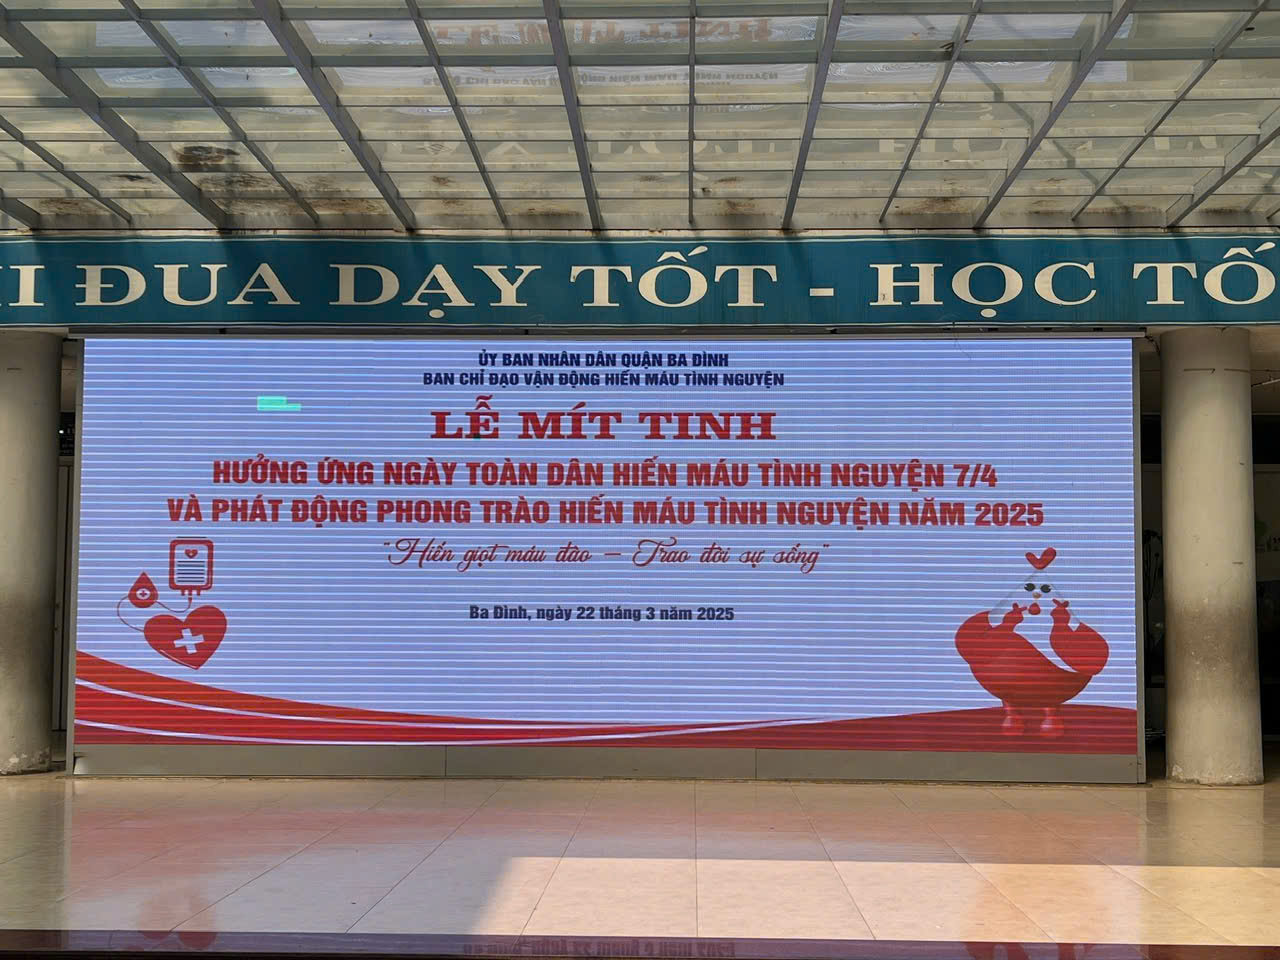 I ĐUA DẠY TỐT - HỌC TỐ
ỦY BAN NHÂN DÂN QUẬN BA ĐÌNH
BAN CHỈ ĐẠO VẬN ĐỘNG HIẾN MÁU TÌNH NGUYỆN
LỄ MÍT TINH
HƯỞNG ỨNG NGÀY TOÀN DÂN HIẾN MÁU TÌNH NGUYỆN 7/4
VÀ PHÁT ĐỘNG PHONG TRÀO HIẾN MÁU TÌNH NGUYỆN NĂM 2025
"Hiến giọt máu đào – Trao đời sự sống"
Ba Đình, ngày 22 tháng 3 năm 2025